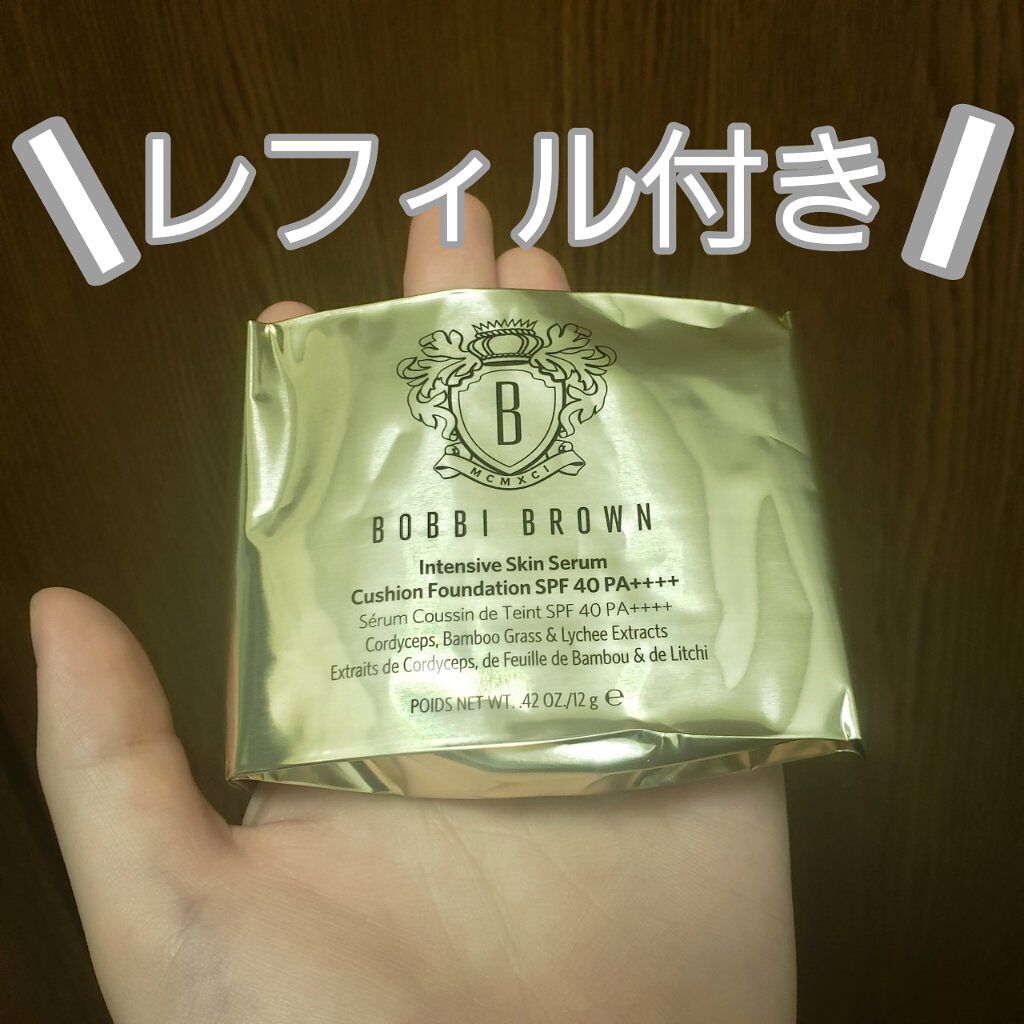 \レフィル付き/
B
MCMXCI
BOBBI BROWN
Intensive Skin Serum
Cushion Foundation SPF 40 PA++++
Sérum Coussin de Teint SPF 40 PA++++
Cordyceps, Bamboo Grass & Lychee Extracts
Extraits de Cordyceps, de Feuille de Bambou & de Litchi
POIDS NET WT. .42 OZ./12 g ℮